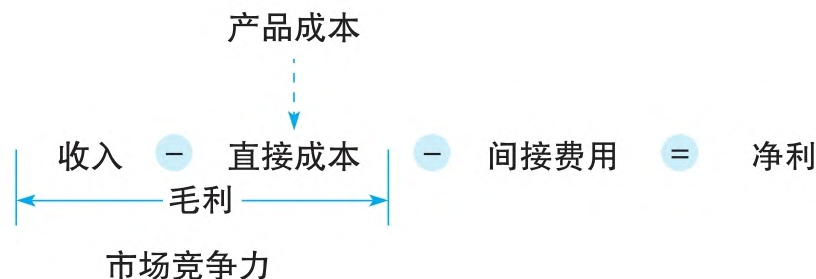 产品成本
收入 - 直接成本 - 间接费用 = 净利
毛利
市场竞争力